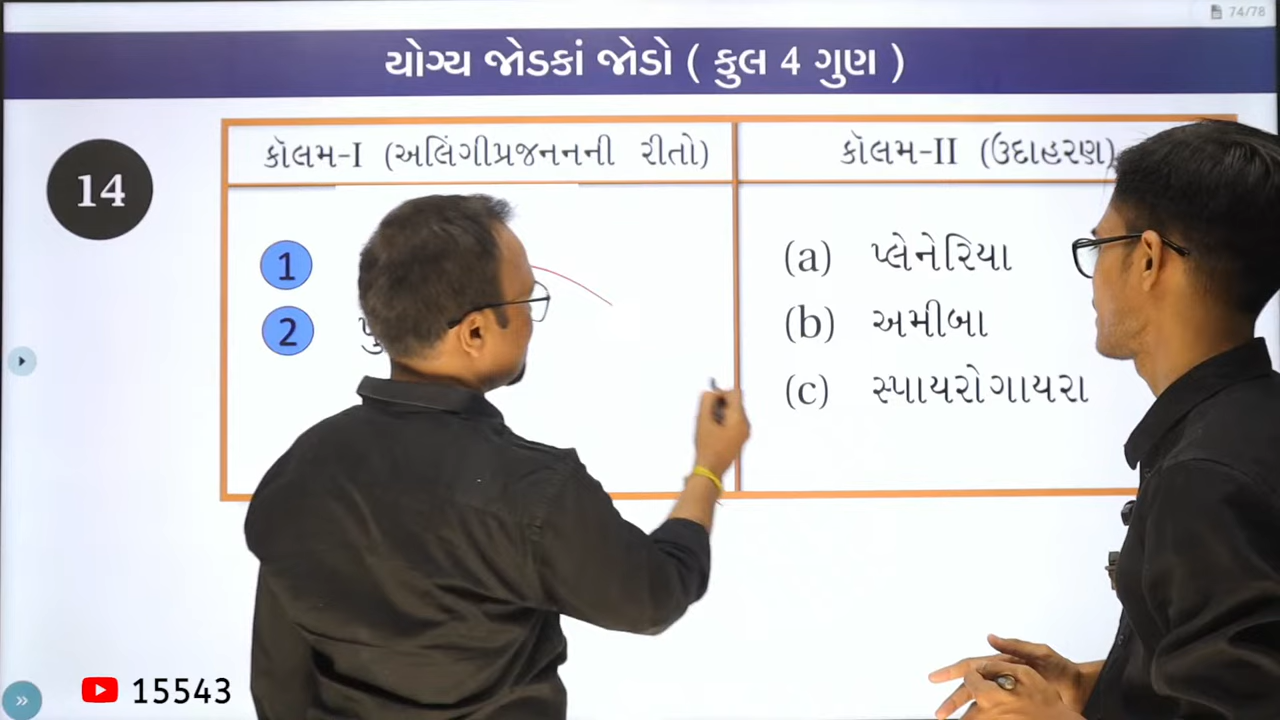 74/78
યોગ્ય જોડકાં જોડો ( કુલ 4 ગુણ )
14
કૉલમ-I (અલિંગીપ્રજનનની રીતો)
કૉલમ-II (ઉદાહરણ)
1
2
(a) પ્લેનેરિયા
(b) અમીબા
(c) સ્પાયરોગાયરા
15543